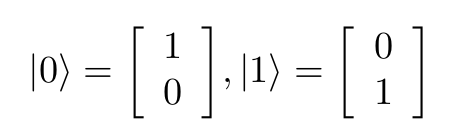 |0⟩ = [ 1 0 ], |1⟩ = [ 0 1 ]